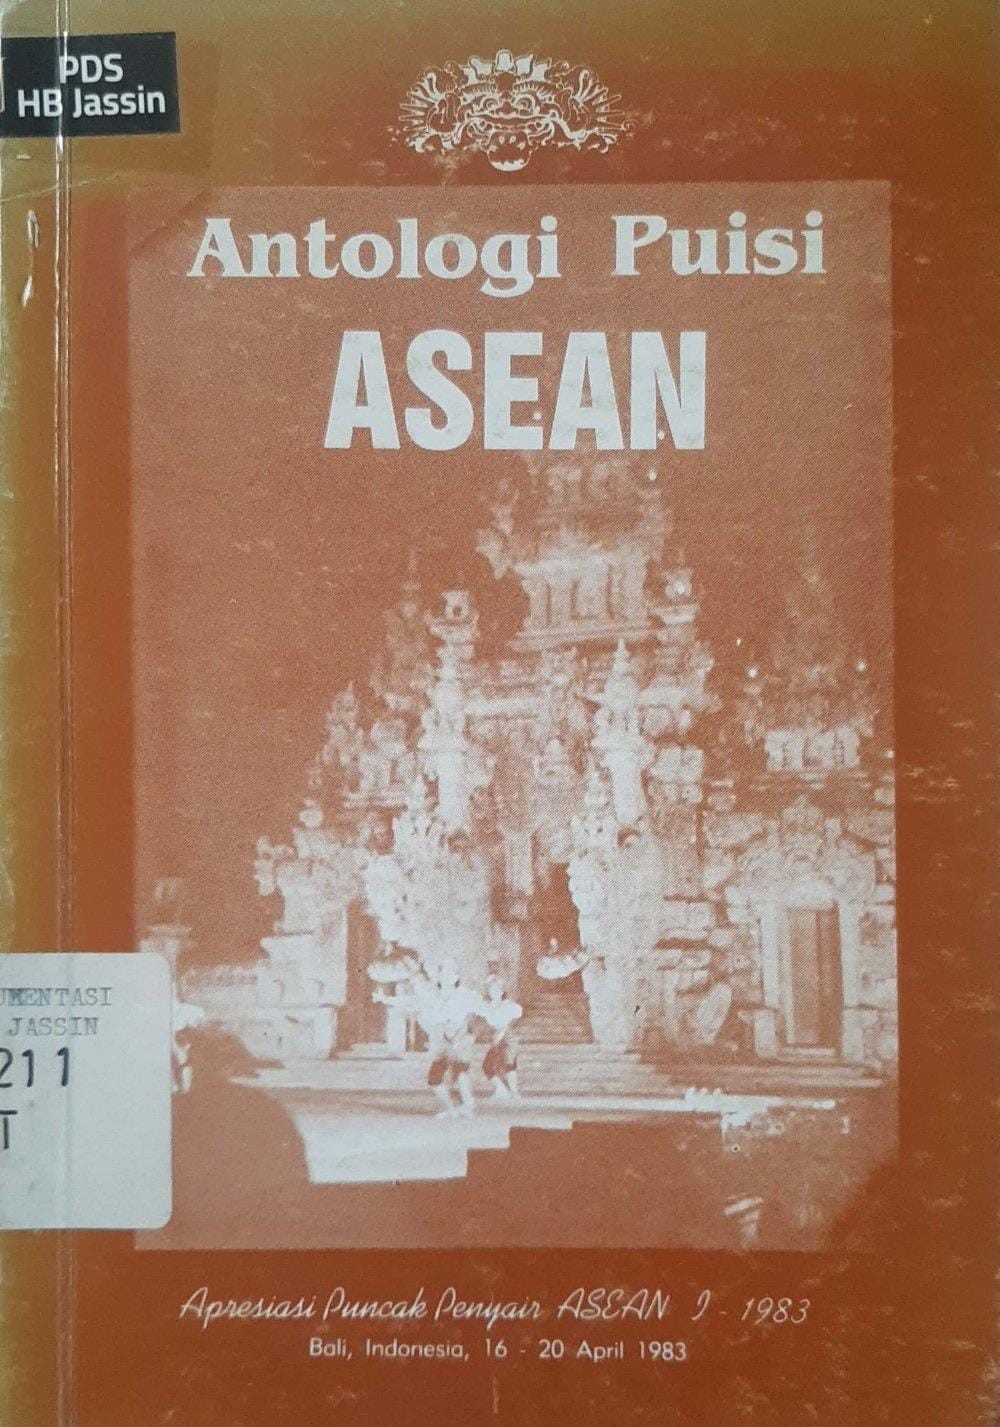 PDS
HB Jassin
Antologi Puisi
ASEAN
JASSIN
211
Apresiasi Puncak Penyair ASEAN I - 1983
Bali, Indonesia, 16 - 20 April 1983